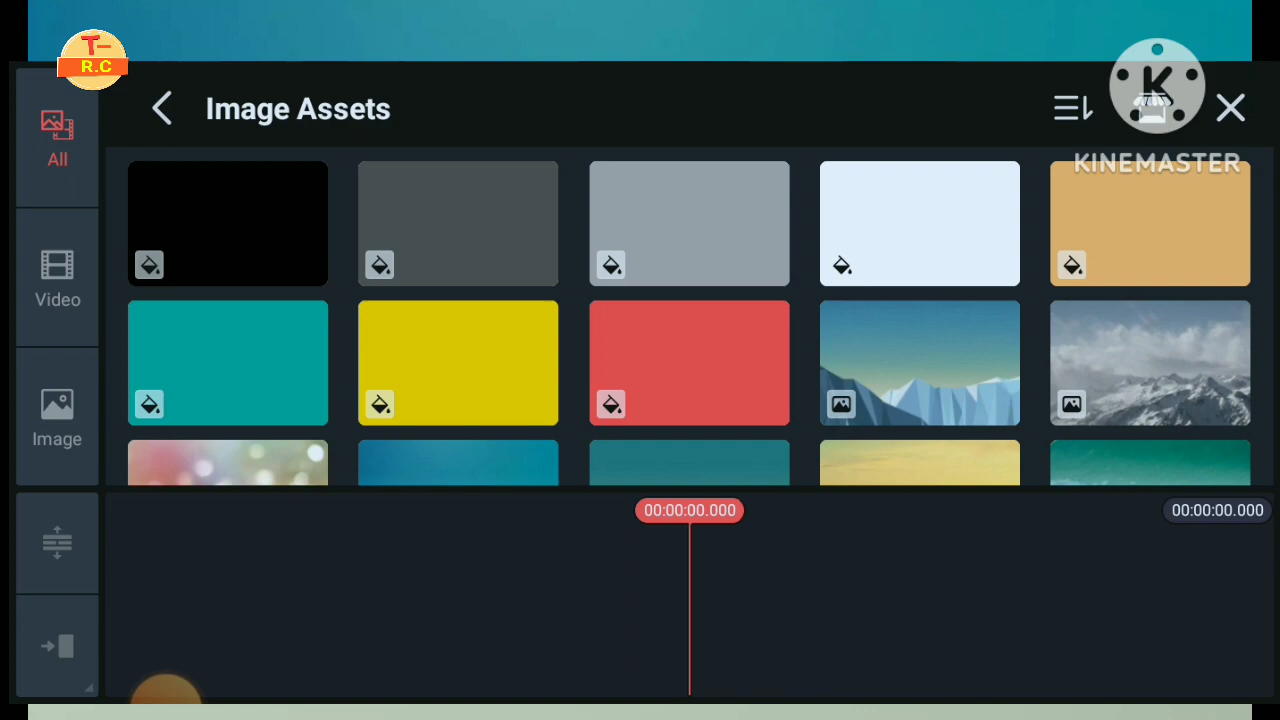 T-
R.C
Image Assets
KINEMASTER
All
Video
Image
00:00:00.000
00:00:00.000